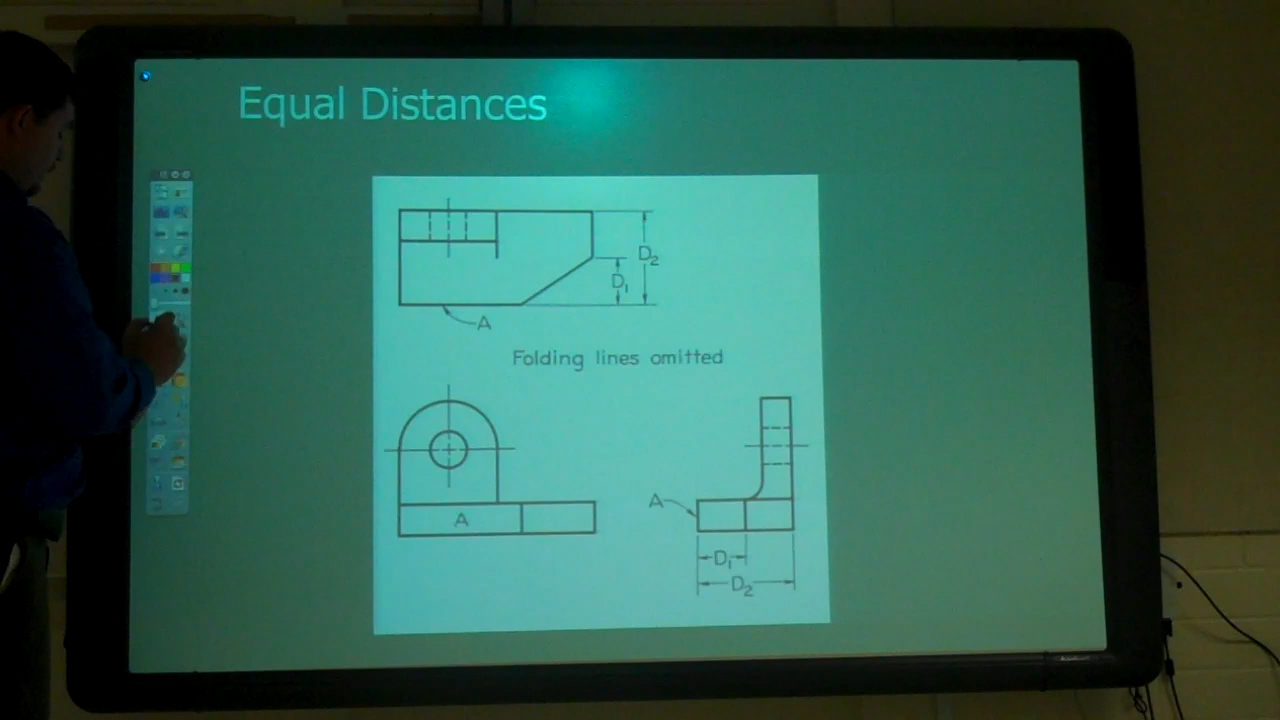 Equal Distances
D₂
D₁
A
Folding lines omitted
A
A
D₁
D₂